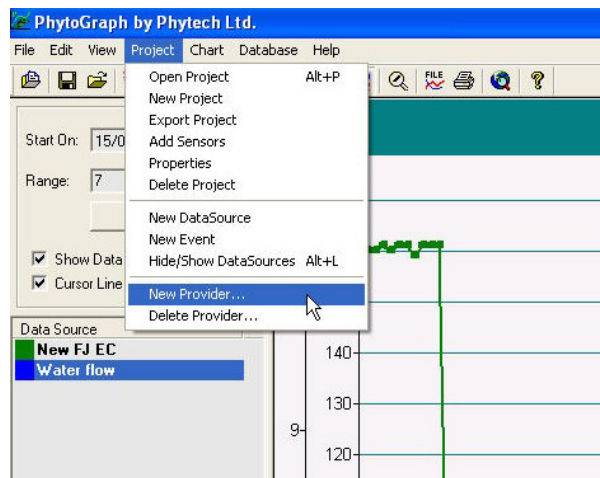 PhytoGraph by Phytech Ltd.
File Edit View Project Chart Database Help
FILE
Open Project Alt+P
New Project
Export Project
Add Sensors
Properties
Delete Project
New DataSource
New Event
Hide/Show DataSources Alt+L
New Provider...
Delete Provider...
Start On: 15/0
Range: 7
Show Data
Cursor Line
Data Source
New FJ EC
Water flow
140
130
9
120